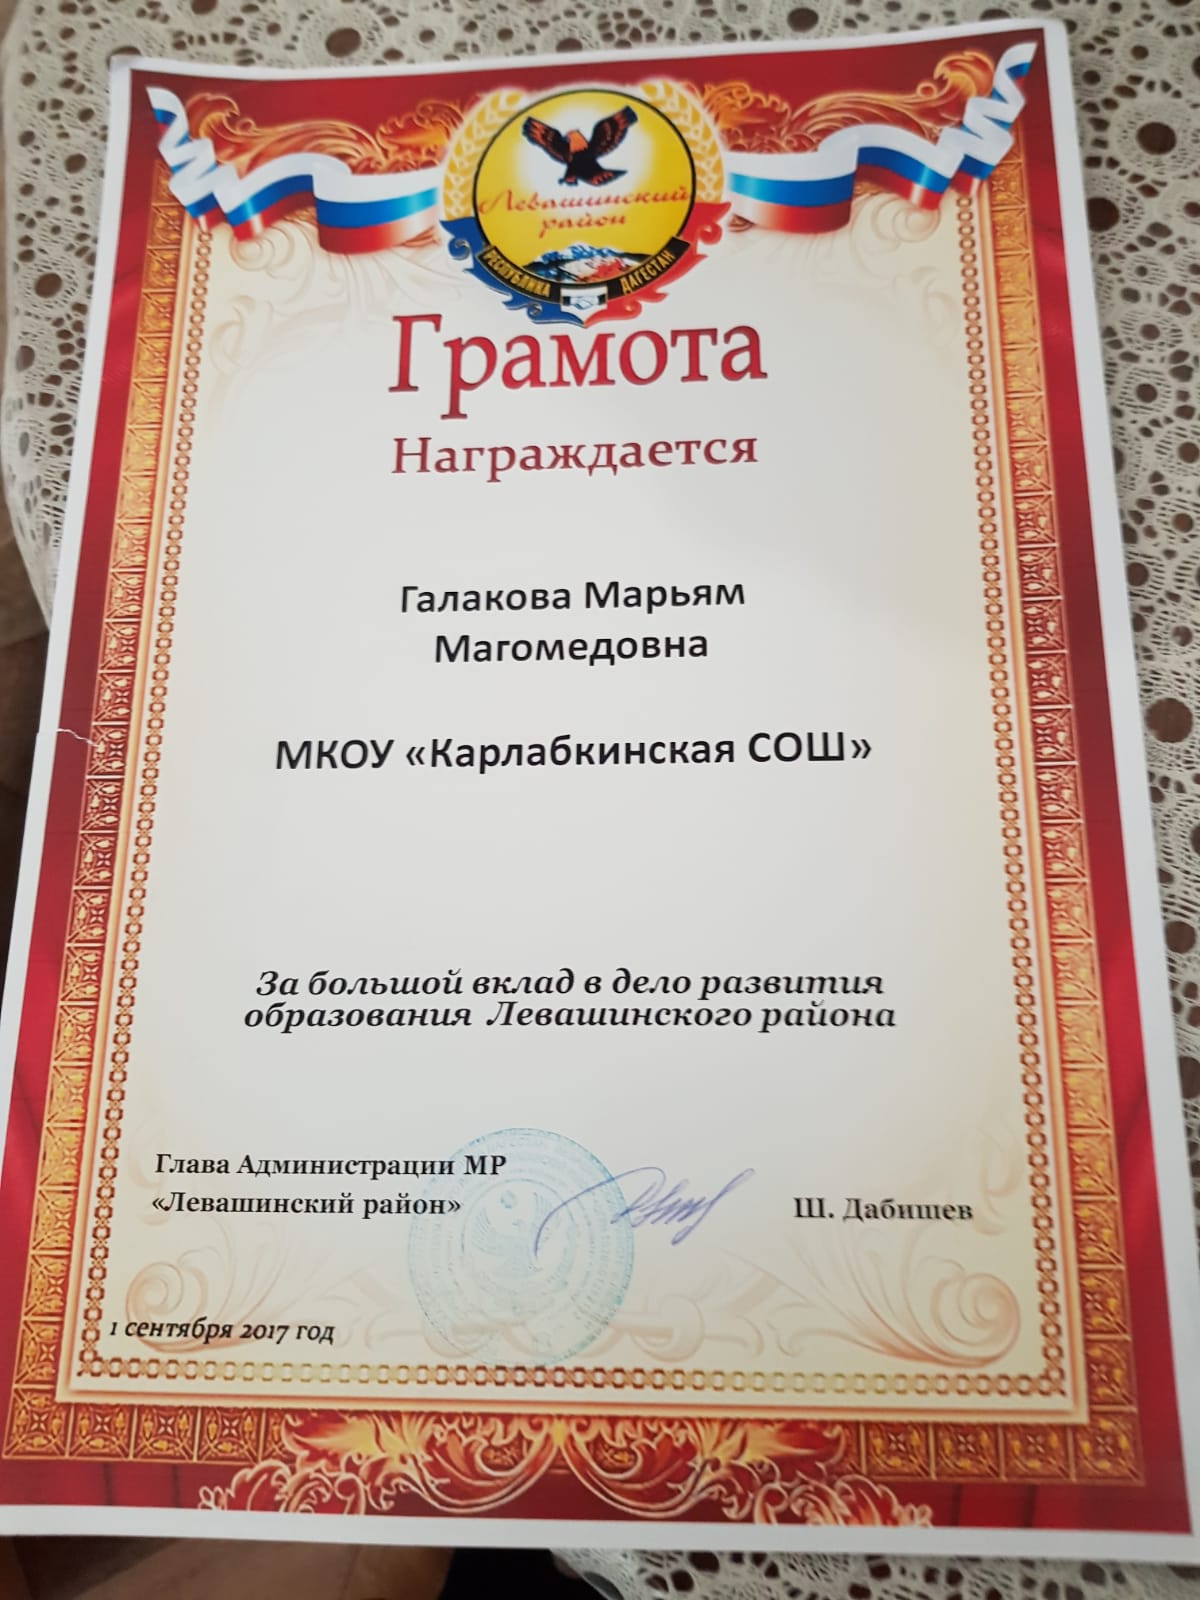 Левашинский
район
РЕСПУБЛИКА ДАГЕСТАН
Грамота
Награждается
Галакова Марьям
Магомедовна
МКОУ «Карлабкинская СОШ»
За большой вклад в дело развития
образования Левашинского района
Глава Администрации МР
«Левашинский район»
Ш. Дабишев
1 сентября 2017 год